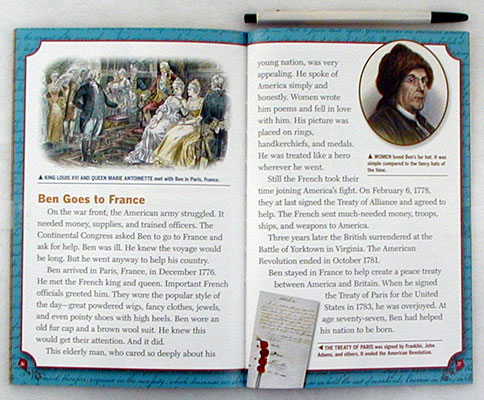 ▲ KING LOUIS XVI AND QUEEN MARIE ANTOINETTE met with Ben in Paris, France.
Ben Goes to France
On the war front, the American army struggled. It
needed money, supplies, and trained officers. The
Continental Congress asked Ben to go to France and
ask for help. Ben was ill. He knew the voyage would
be long. But he went anyway to help his country.
Ben arrived in Paris, France, in December 1776.
He met the French king and queen. Important French
officials greeted him. They wore the popular style of
the day—great powdered wigs, fancy clothes, jewels,
and even pointy shoes with high heels. Ben wore an
old fur cap and a brown wool suit. He knew this
would get their attention. And it did.
This elderly man, who cared so deeply about his
young nation, was very
appealing. He spoke of
America simply and
honestly. Women wrote
him poems and fell in love
with him. His picture was
placed on rings,
handkerchiefs, and medals.
He was treated like a hero
wherever he went.
▲ WOMEN loved Ben's fur hat. It was
simple compared to the fancy hats of
the time.
Still the French took their
time joining America's fight. On February 6, 1778,
they at last signed the Treaty of Alliance and agreed to
help. The French sent much-needed money, troops,
ships, and weapons to America.
Three years later the British surrendered at the
Battle of Yorktown in Virginia. The American
Revolution ended in October 1781.
Ben stayed in France to help create a peace treaty
between America and Britain. When he signed
the Treaty of Paris for the United
States in 1783, he was overjoyed. At
age seventy-seven, Ben had helped
his nation to be born.
◄ THE TREATY OF PARIS was signed by Franklin, John
Adams, and others. It ended the American Revolution.